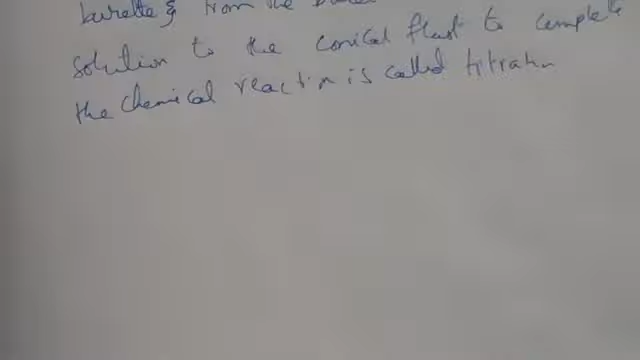 burette & from the
solution to the conical flask to complete
the chemical reaction is called titration